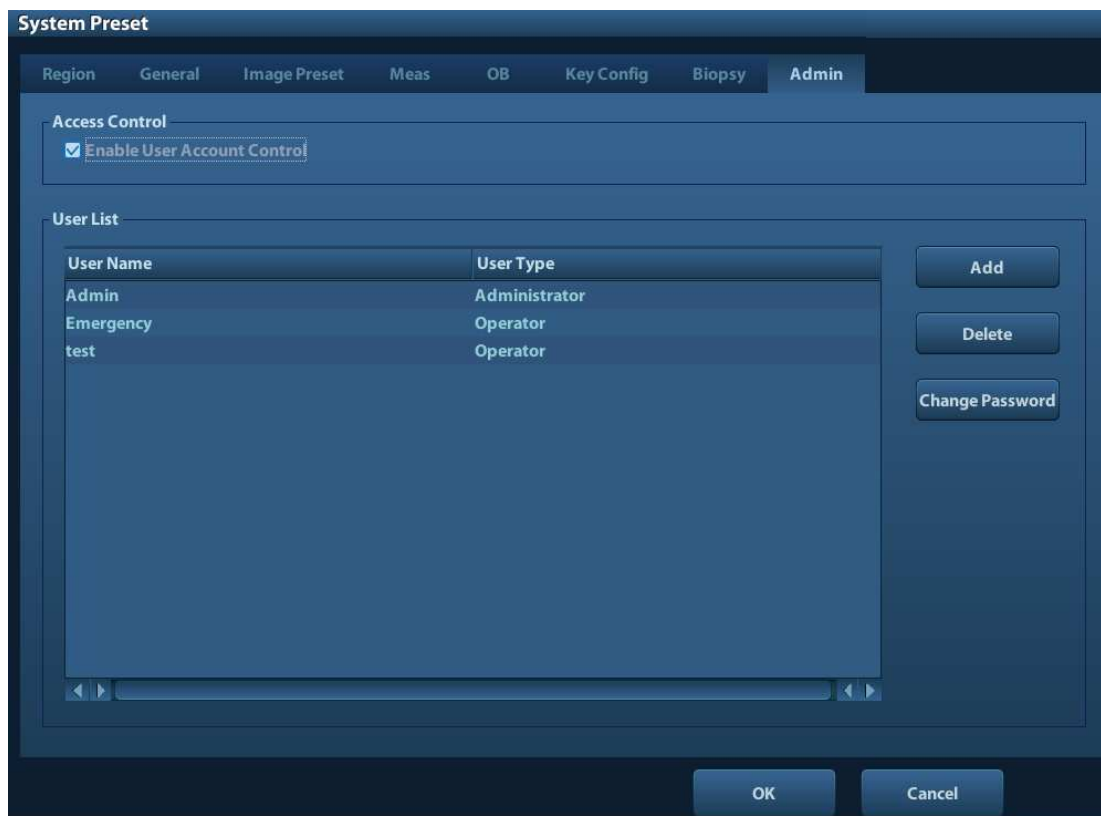 System Preset
Region General Image Preset Meas OB Key Config Biopsy Admin
Access Control
Enable User Account Control
User List
User Name User Type
Admin Administrator
Emergency Operator
test Operator
Add
Delete
Change Password
OK Cancel